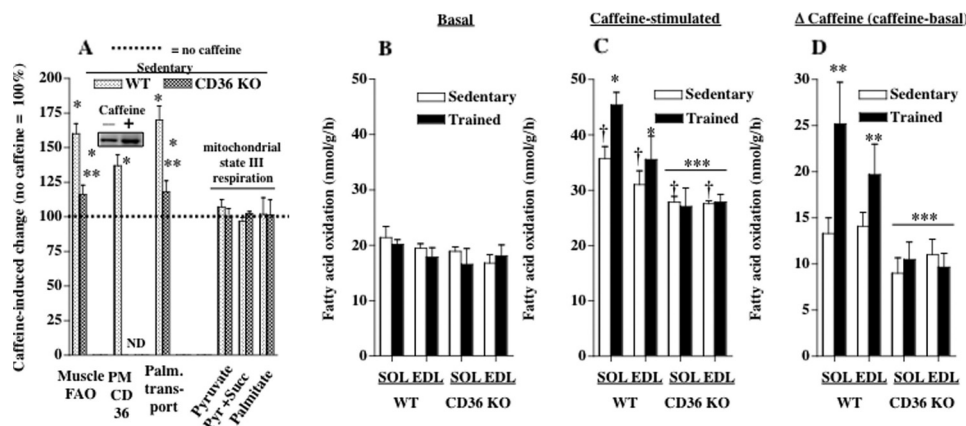 Basal
Caffeine-stimulated
Δ Caffeine (caffeine-basal)
A
= no caffeine
Sedentary
WT
CD36 KO
Caffeine-induced change (no caffeine = 100%)
200
175
150
125
100
75
50
25
0
*
*
**
Caffeine
— +
*
*
*
**
ND
mitochondrial
state III
respiration
Muscle
FAO
PM
CD
36
Palm.
trans-
port
Pyruvate
Pyr +Succ
Palmitate
B
Sedentary
Trained
Fatty acid oxidation (nmol/g/h)
50
40
30
20
10
0
SOL EDL
SOL EDL
WT
CD36 KO
C
Sedentary
Trained
Fatty acid oxidation (nmol/g/h)
50
40
30
20
10
0
†
*
†
*
***
†
†
SOL EDL
SOL EDL
WT
CD36 KO
D
Sedentary
Trained
Fatty acid oxidation (nmol/g/h)
30
25
20
15
10
5
0
**
**
***
SOL EDL
SOL EDL
WT
CD36 KO